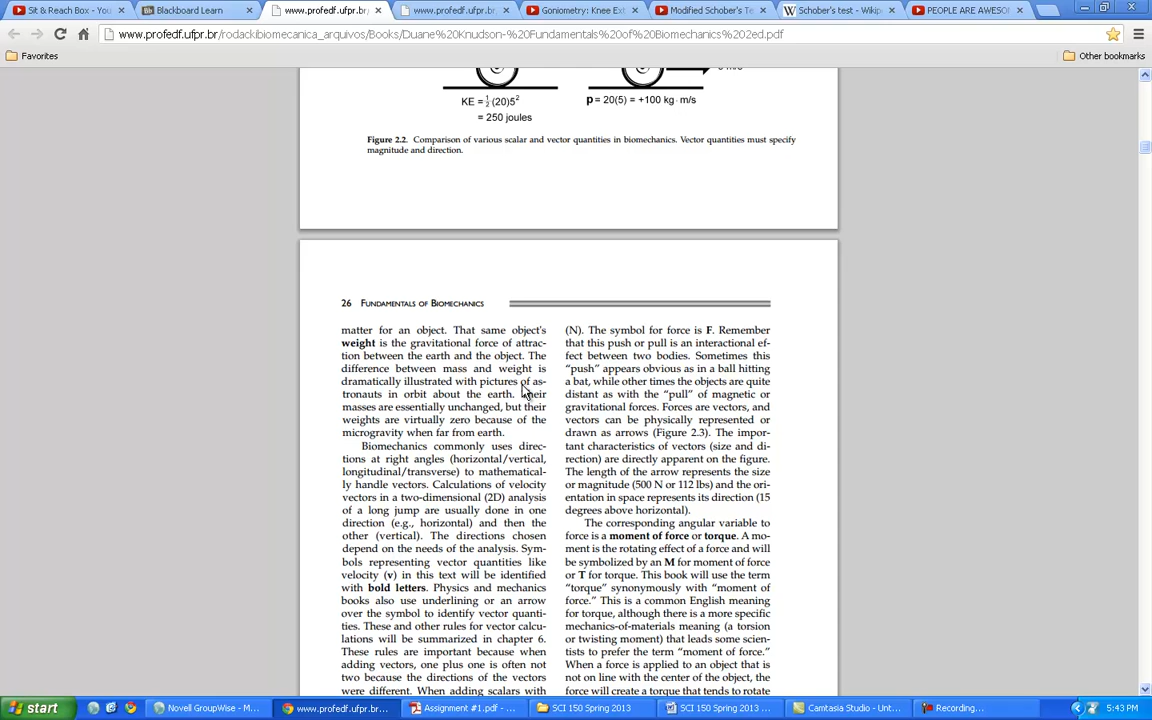 Sit & Reach Box - You
Blackboard Learn
www.profedf.ufpr.br/
www.profedf.ufpr.br/
Goniometry: Knee Ext
Modified Schober's Te
Schober's test - Wikip
PEOPLE ARE AWESO
www.profedf.ufpr.br/rodackibiomecanica_arquivos/Books/Duane%20Knudson-%20Fundamentals%20of%20Biomechanics%202ed.pdf
Favorites
Other bookmarks
KE = ½ (20)5²
= 250 joules
p = 20(5) = +100 kg · m/s
Figure 2.2. Comparison of various scalar and vector quantities in biomechanics. Vector quantities must specify
magnitude and direction.
26 FUNDAMENTALS OF BIOMECHANICS
matter for an object. That same object's
weight is the gravitational force of attrac-
tion between the earth and the object. The
difference between mass and weight is
dramatically illustrated with pictures of as-
tronauts in orbit about the earth. Their
masses are essentially unchanged, but their
weights are virtually zero because of the
microgravity when far from earth.
Biomechanics commonly uses direc-
tions at right angles (horizontal/vertical,
longitudinal/transverse) to mathematical-
ly handle vectors. Calculations of velocity
vectors in a two-dimensional (2D) analysis
of a long jump are usually done in one
direction (e.g., horizontal) and then the
other (vertical). The directions chosen
depend on the needs of the analysis. Sym-
bols representing vector quantities like
velocity (v) in this text will be identified
with bold letters. Physics and mechanics
books also use underlining or an arrow
over the symbol to identify vector quanti-
ties. These and other rules for vector calcu-
lations will be summarized in chapter 6.
These rules are important because when
adding vectors, one plus one is often not
two because the directions of the vectors
were different. When adding scalars with
(N). The symbol for force is F. Remember
that this push or pull is an interactional ef-
fect between two bodies. Sometimes this
“push” appears obvious as in a ball hitting
a bat, while other times the objects are quite
distant as with the “pull” of magnetic or
gravitational forces. Forces are vectors, and
vectors can be physically represented or
drawn as arrows (Figure 2.3). The impor-
tant characteristics of vectors (size and di-
rection) are directly apparent on the figure.
The length of the arrow represents the size
or magnitude (500 N or 112 lbs) and the ori-
entation in space represents its direction (15
degrees above horizontal).
The corresponding angular variable to
force is a moment of force or torque. A mo-
ment is the rotating effect of a force and will
be symbolized by an M for moment of force
or T for torque. This book will use the term
“torque” synonymously with “moment of
force.” This is a common English meaning
for torque, although there is a more specific
mechanics-of-materials meaning (a torsion
or twisting moment) that leads some scien-
tists to prefer the term “moment of force.”
When a force is applied to an object that is
not on line with the center of the object, the
force will create a torque that tends to rotate
start
Novell GroupWise - M...
www.profedf.ufpr.br...
Assignment #1.pdf - ...
SCI 150 Spring 2013
SCI 150 Spring 2013 ...
Camtasia Studio - Unt...
Recording...
5:43 PM